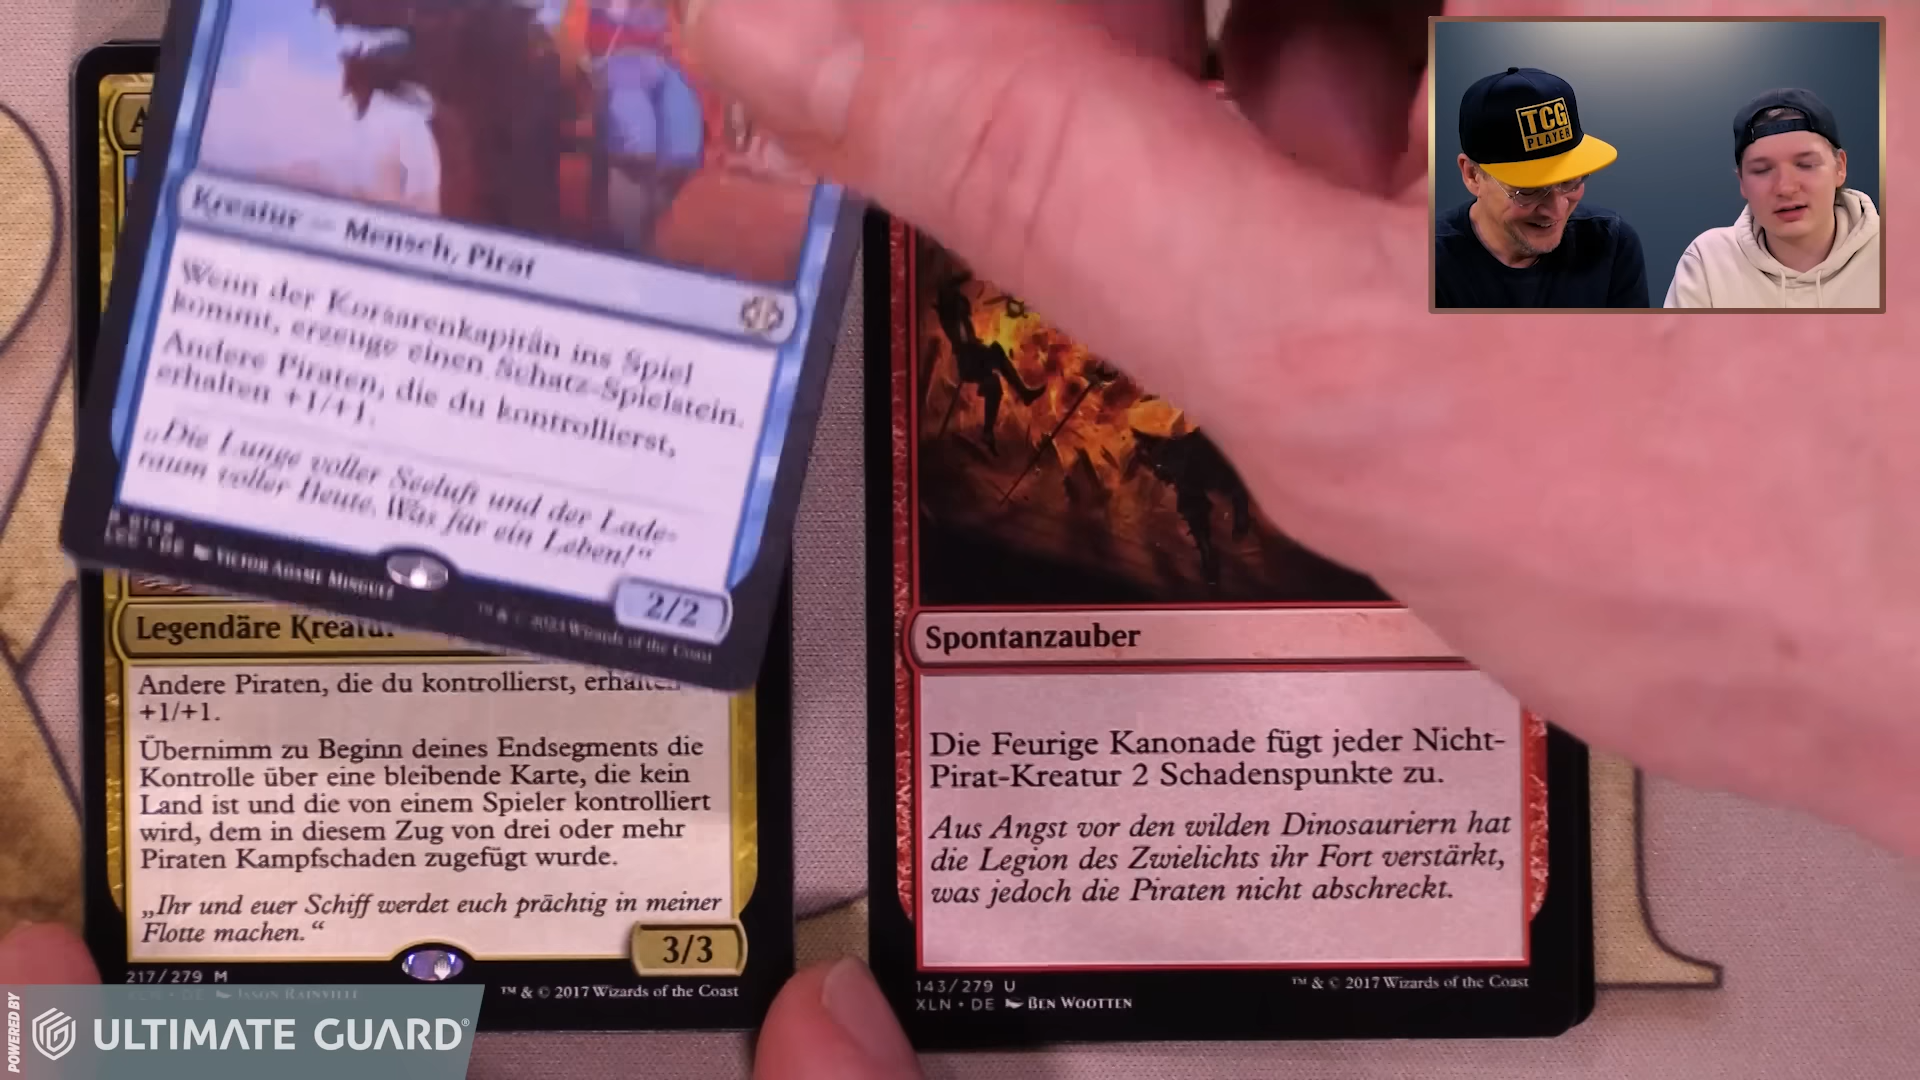 Kreatur — Mensch, Pirat
Wenn der Korsarenkapitän ins Spiel
kommt, erzeuge einen Schatz-Spielstein.
Andere Piraten, die du kontrollierst,
erhalten +1/+1.
„Die Lunge voller Seeluft und der Lade-
raum voller Beute. Was für ein Leben!“
LCC • DE VICTOR ADAME MINGUEZ
™ & © 2023 Wizards of the Coast
2/2
A
Legendäre Kreatur
Andere Piraten, die du kontrollierst, erhalten
+1/+1.
Übernimm zu Beginn deines Endsegments die
Kontrolle über eine bleibende Karte, die kein
Land ist und die von einem Spieler kontrolliert
wird, dem in diesem Zug von drei oder mehr
Piraten Kampfschaden zugefügt wurde.
„Ihr und euer Schiff werdet euch prächtig in meiner
Flotte machen.“
3/3
217/279 M
XLN • DE JASON RAINVILLE
™ & © 2017 Wizards of the Coast
Spontanzauber
Die Feurige Kanonade fügt jeder Nicht-
Pirat-Kreatur 2 Schadenspunkte zu.
Aus Angst vor den wilden Dinosauriern hat
die Legion des Zwielichts ihr Fort verstärkt,
was jedoch die Piraten nicht abschreckt.
143/279 U
XLN • DE BEN WOOTTEN
™ & © 2017 Wizards of the Coast
TCG
PLAYER
POWERED BY
ULTIMATE GUARD®